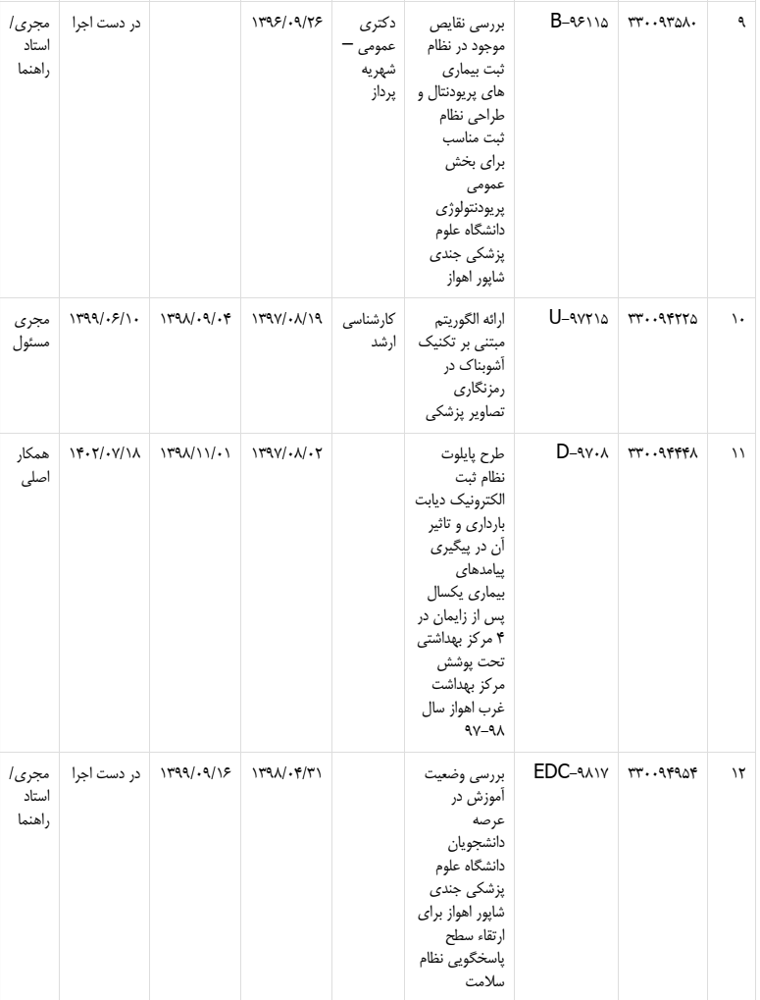 ۹
۳۳۰۰۹۳۵۸۰
B-۹۶۱۱۵
بررسی نقایص
موجود در نظام
ثبت بیماری
های پریودنتال و
طراحی نظام
ثبت مناسب
برای بخش
عمومی
پریودنتولوژی
دانشگاه علوم
پزشکی جندی
شاپور اهواز
دکتری
عمومی –
شهریه
پرداز
۱۳۹۶/۰۹/۲۶
در دست اجرا
مجری/
استاد
راهنما
۱۰
۳۳۰۰۹۴۲۲۵
U-۹۷۲۱۵
ارائه الگوریتم
مبتنی بر تکنیک
آشوبناک در
رمزنگاری
تصاویر پزشکی
کارشناسی
ارشد
۱۳۹۷/۰۸/۱۹
۱۳۹۸/۰۹/۰۴
۱۳۹۹/۰۶/۱۰
مجری
مسئول
۱۱
۳۳۰۰۹۴۴۴۸
D-۹۷۰۸
طرح پایلوت
نظام ثبت
الکترونیک دیابت
بارداری و تاثیر
آن در پیگیری
پیامدهای
بیماری یکسال
پس از زایمان در
۴ مرکز بهداشتی
تحت پوشش
مرکز بهداشت
غرب اهواز سال
۹۷-۹۸
۱۳۹۷/۰۸/۰۲
۱۳۹۸/۱۱/۰۱
۱۴۰۲/۰۷/۱۸
همکار
اصلی
۱۲
۳۳۰۰۹۴۹۵۴
EDC-۹۸۱۷
بررسی وضعیت
آموزش در
عرصه
دانشجویان
دانشگاه علوم
پزشکی جندی
شاپور اهواز برای
ارتقاء سطح
پاسخگویی نظام
سلامت
۱۳۹۸/۰۴/۳۱
۱۳۹۹/۰۹/۱۶
در دست اجرا
مجری/
استاد
راهنما